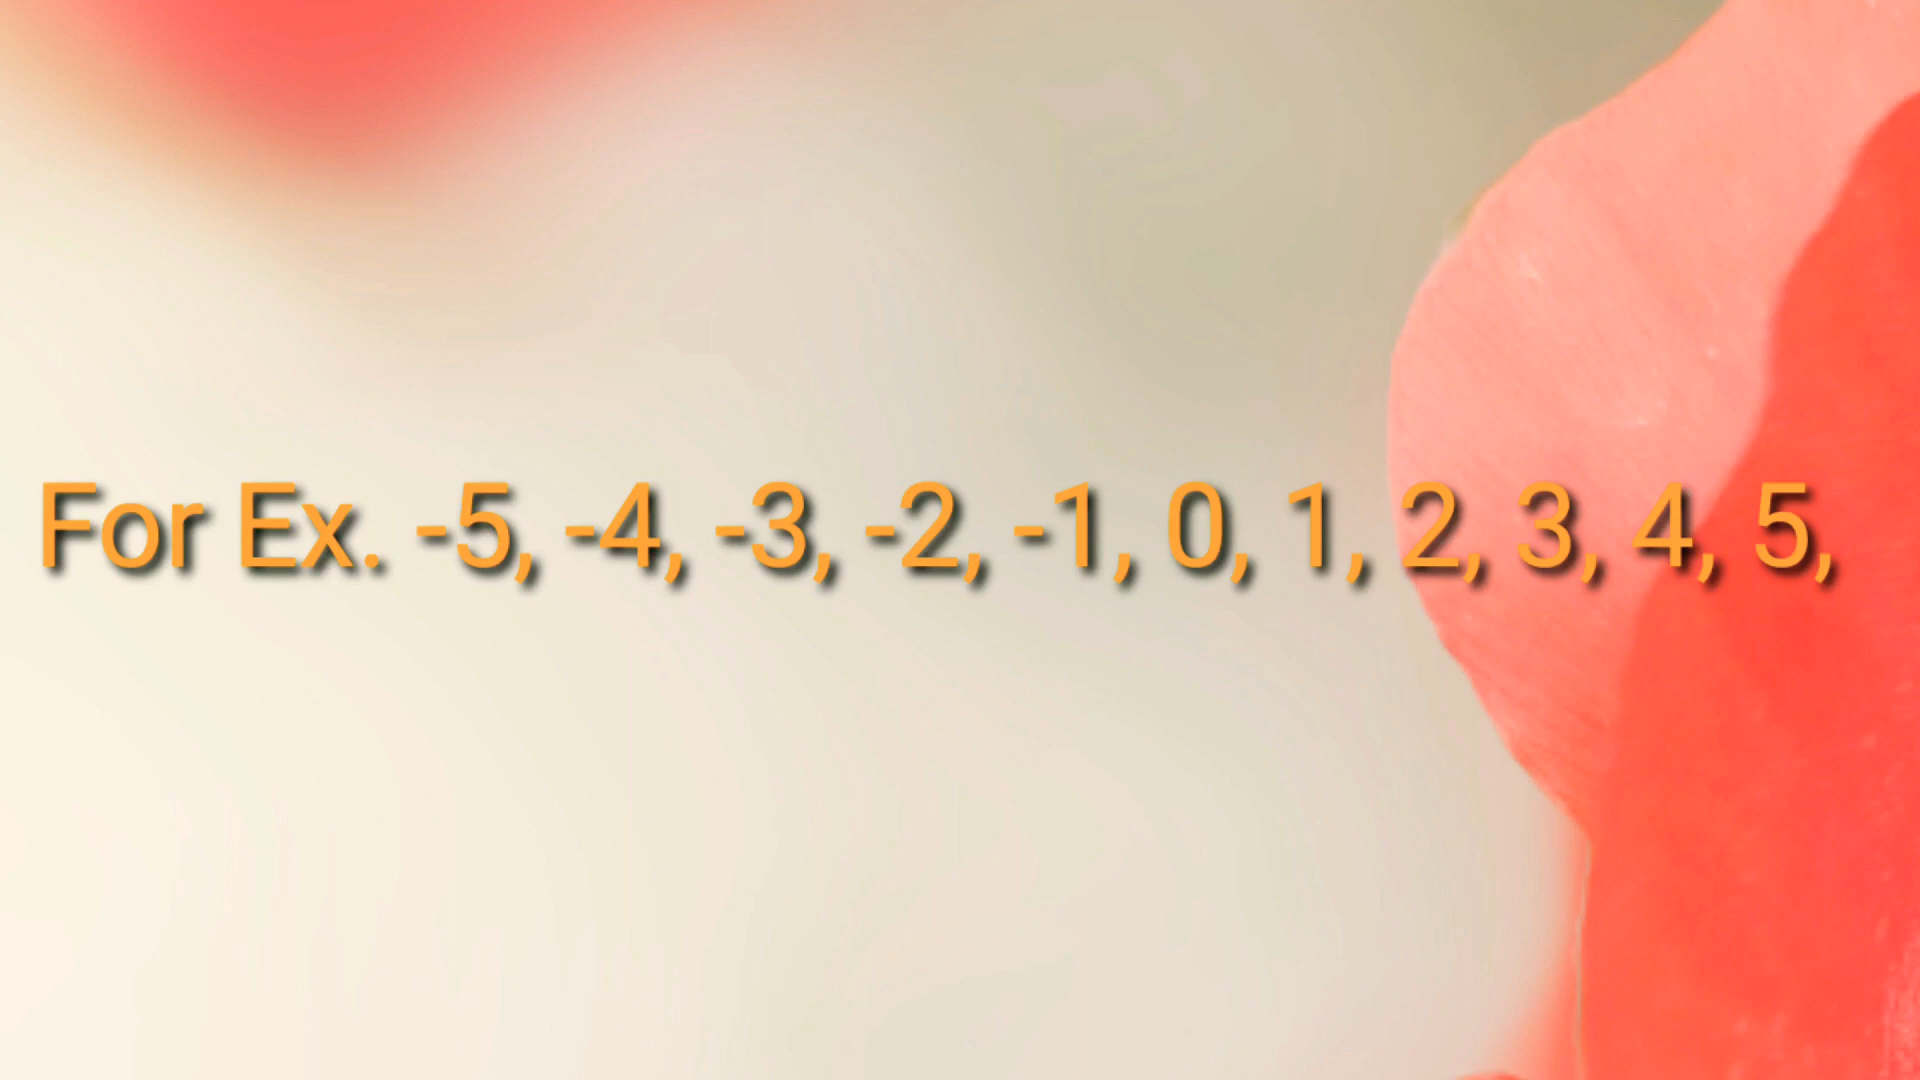 For Ex. -5, -4, -3, -2, -1, 0, 1, 2, 3, 4, 5,